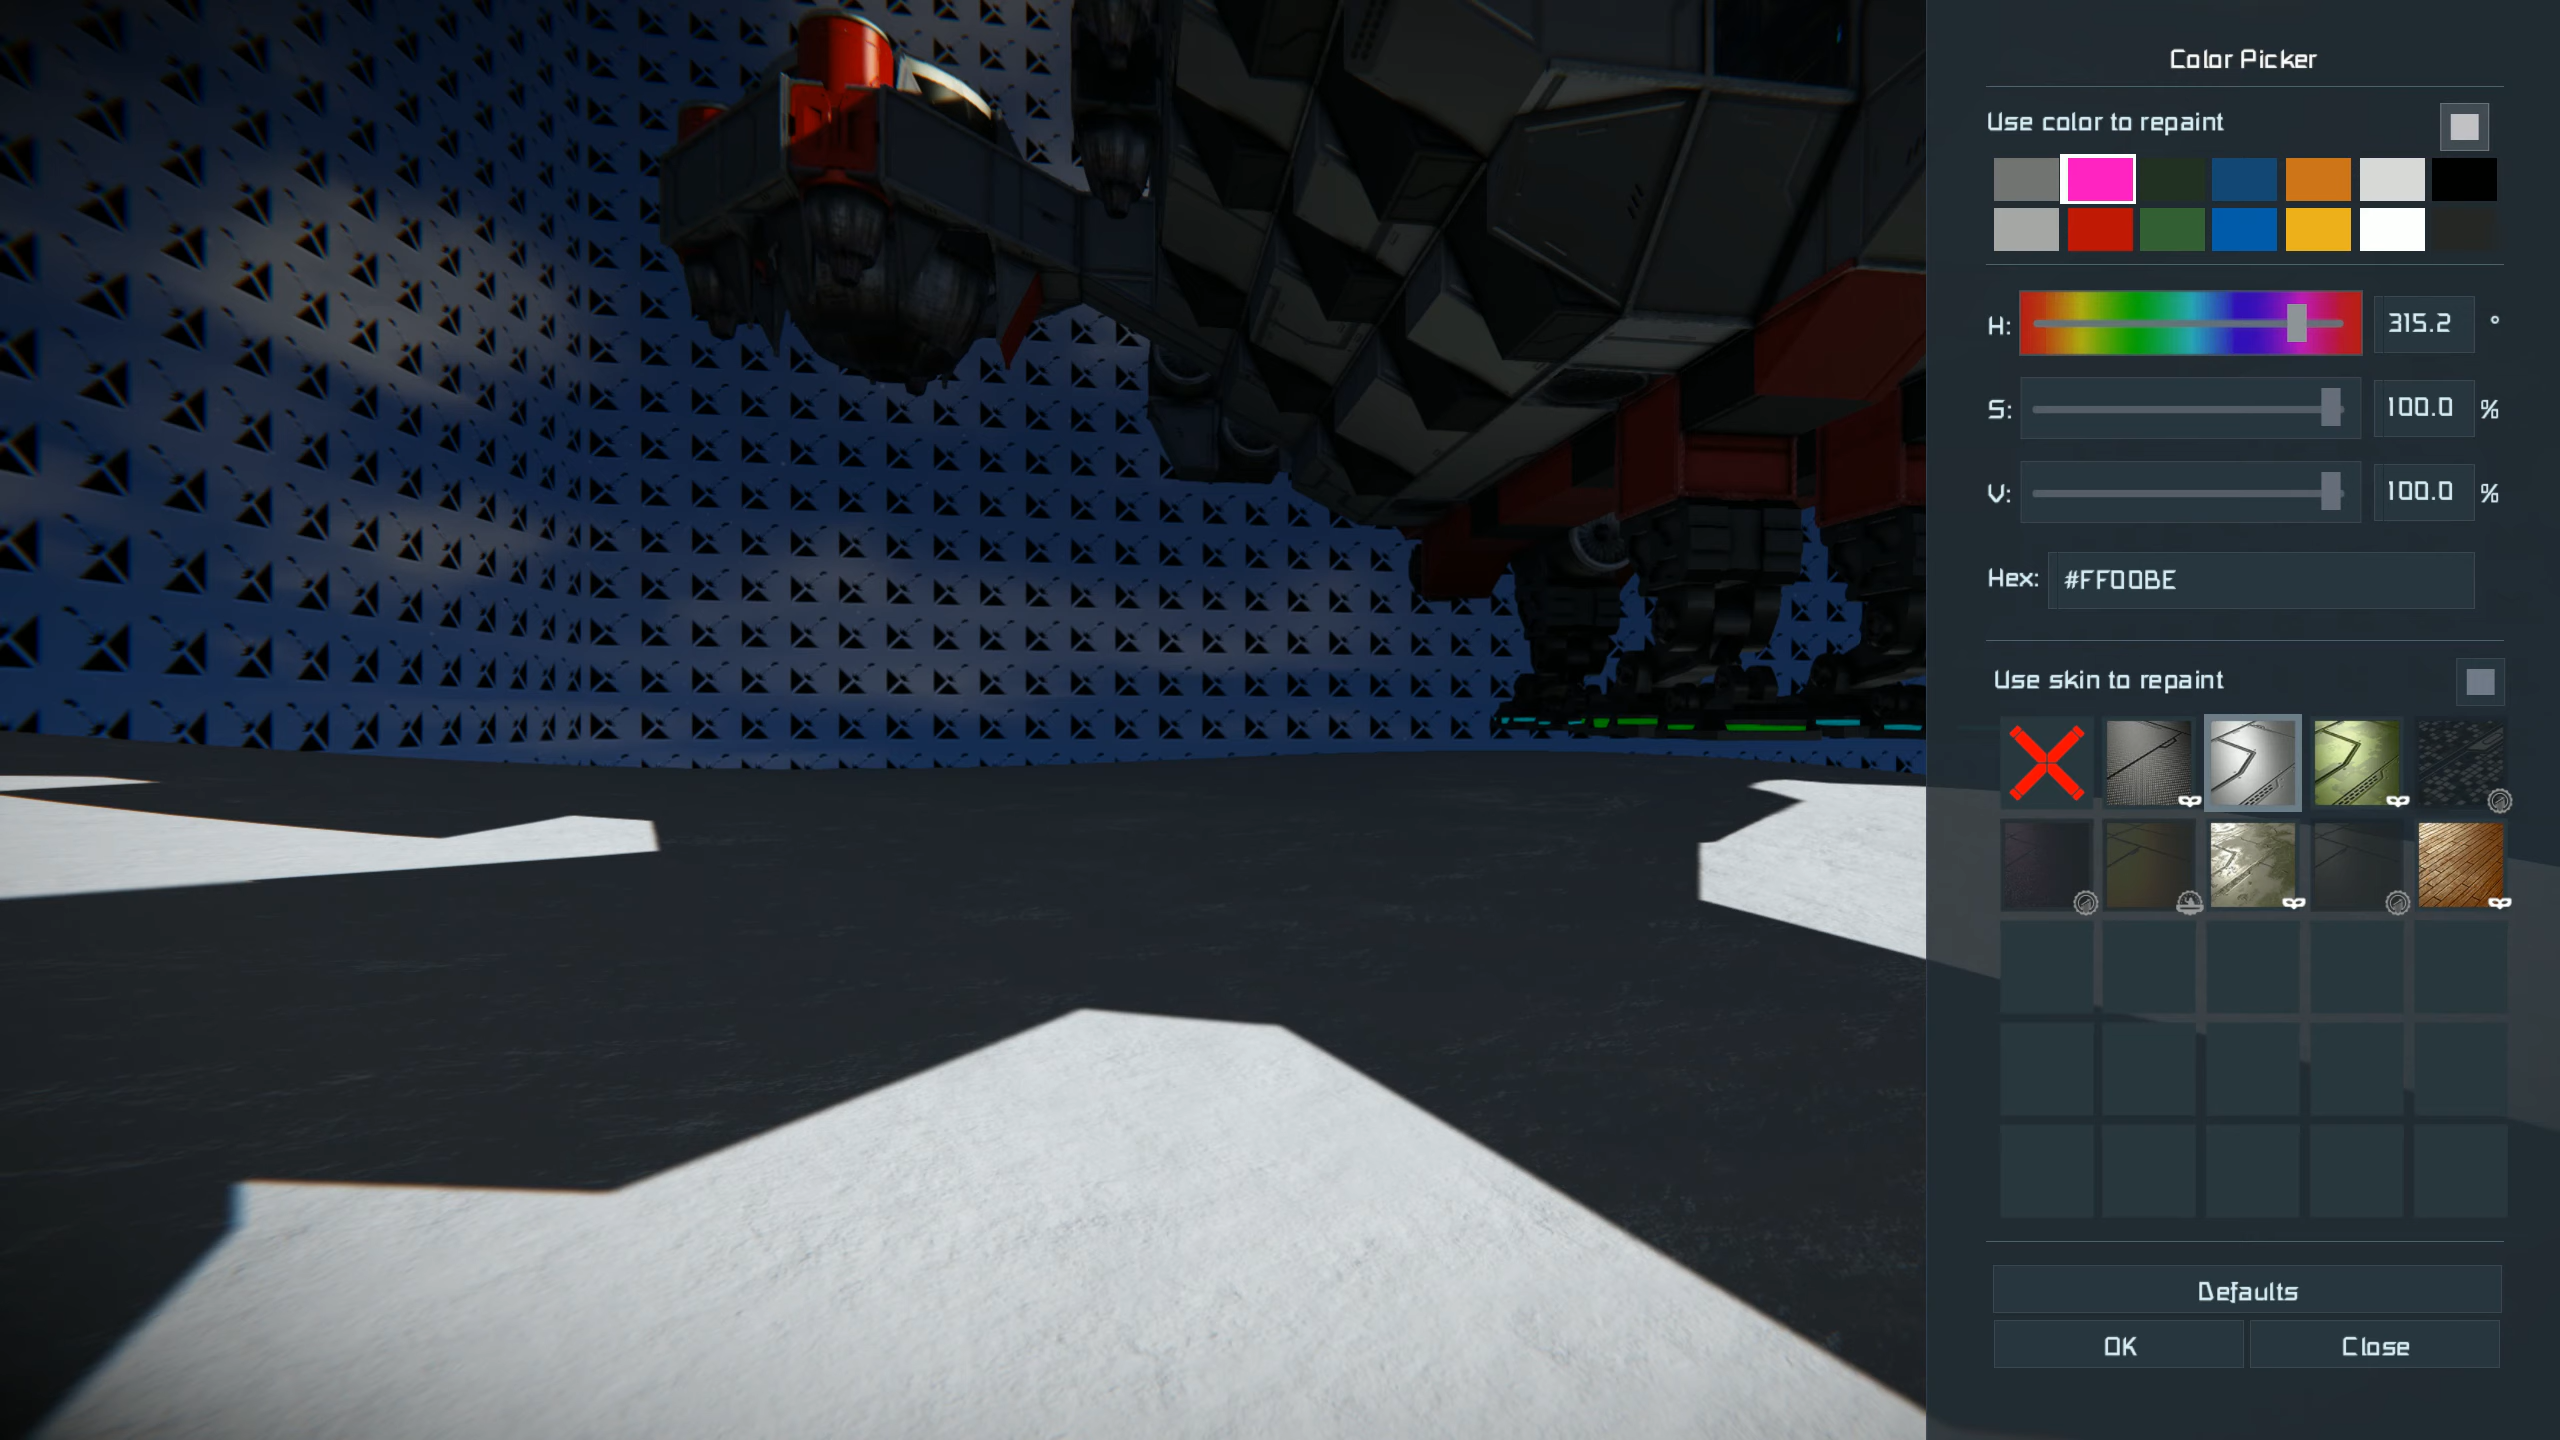 Color Picker
Use color to repaint
H: 315.2 °
S: 100.0 %
V: 100.0 %
Hex: #FF00BE
Use skin to repaint
Defaults
OK Close